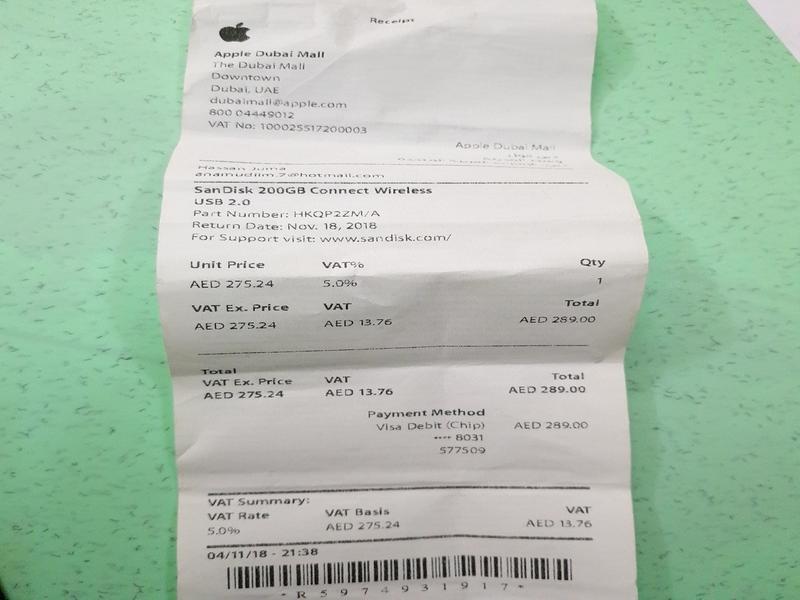 Receipt
Apple Dubai Mall
The Dubai Mall
Downtown
Dubai, UAE
dubaimall@apple.com
800 04449012
VAT No: 100025517200003
Apple Dubai Mall
Hassan Juma
@hotmail.com
SanDisk 200GB Connect Wireless
USB 2.0
Part Number: HKQP2ZM/A
Return Date: Nov. 18, 2018
For Support visit: www.sandisk.com/
Unit Price VAT% Qty
AED 275.24 5.0% 1
VAT Ex. Price VAT Total
AED 275.24 AED 13.76 AED 289.00
Total
VAT Ex. Price VAT Total
AED 275.24 AED 13.76 AED 289.00
Payment Method
Visa Debit (Chip) AED 289.00
•••• 8031
577509
VAT Summary:
VAT Rate VAT Basis VAT
5.0% AED 275.24 AED 13.76
04/11/18 - 21:38
* R 5 9 7 4 9 3 1 9 1 7 *